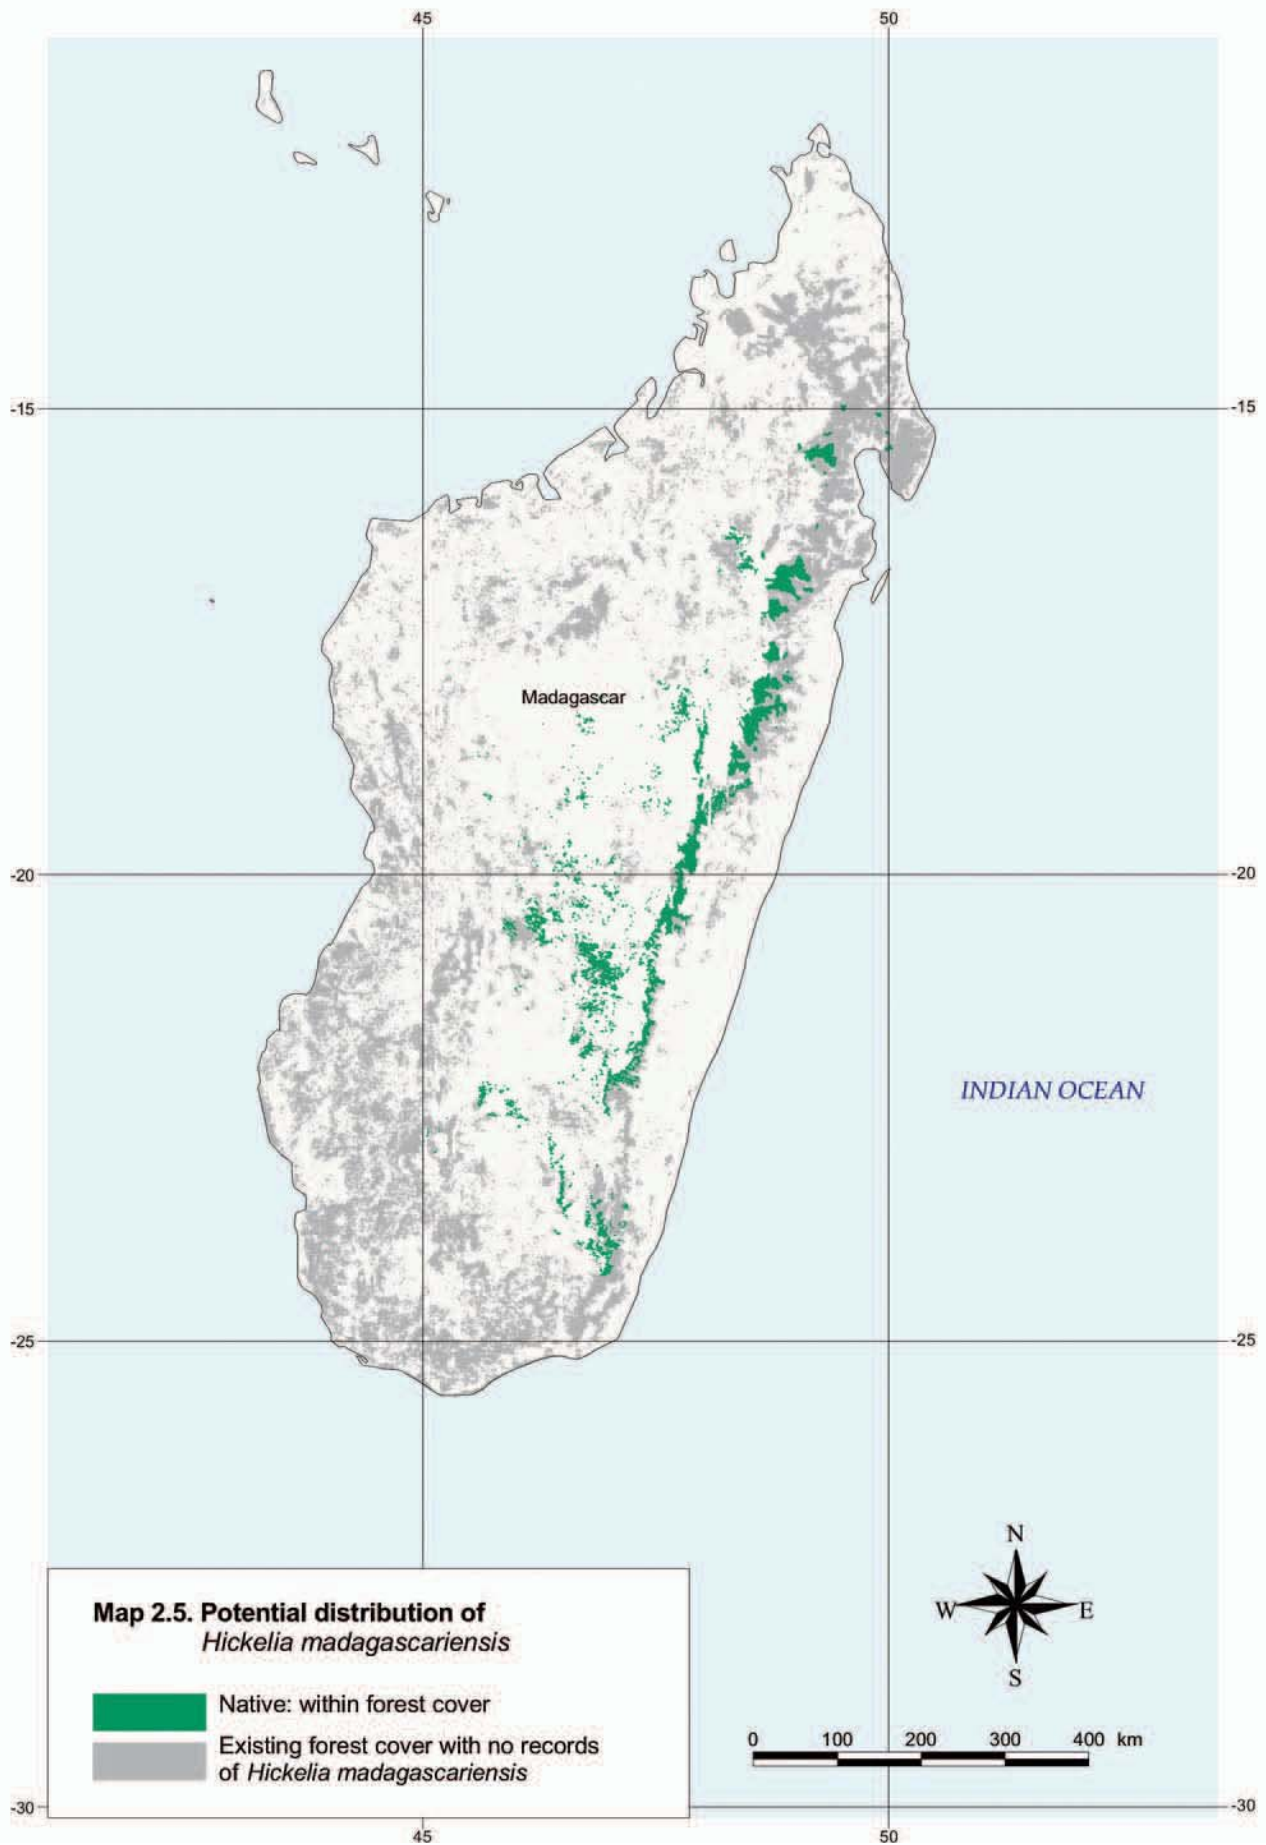 45 50
-15 -15
Madagascar
-20 -20
INDIAN OCEAN
-25 -25
N
W E
S
Map 2.5. Potential distribution of
Hickelia madagascariensis
Native: within forest cover
Existing forest cover with no records
of Hickelia madagascariensis
0 100 200 300 400 km
-30 -30
45 50